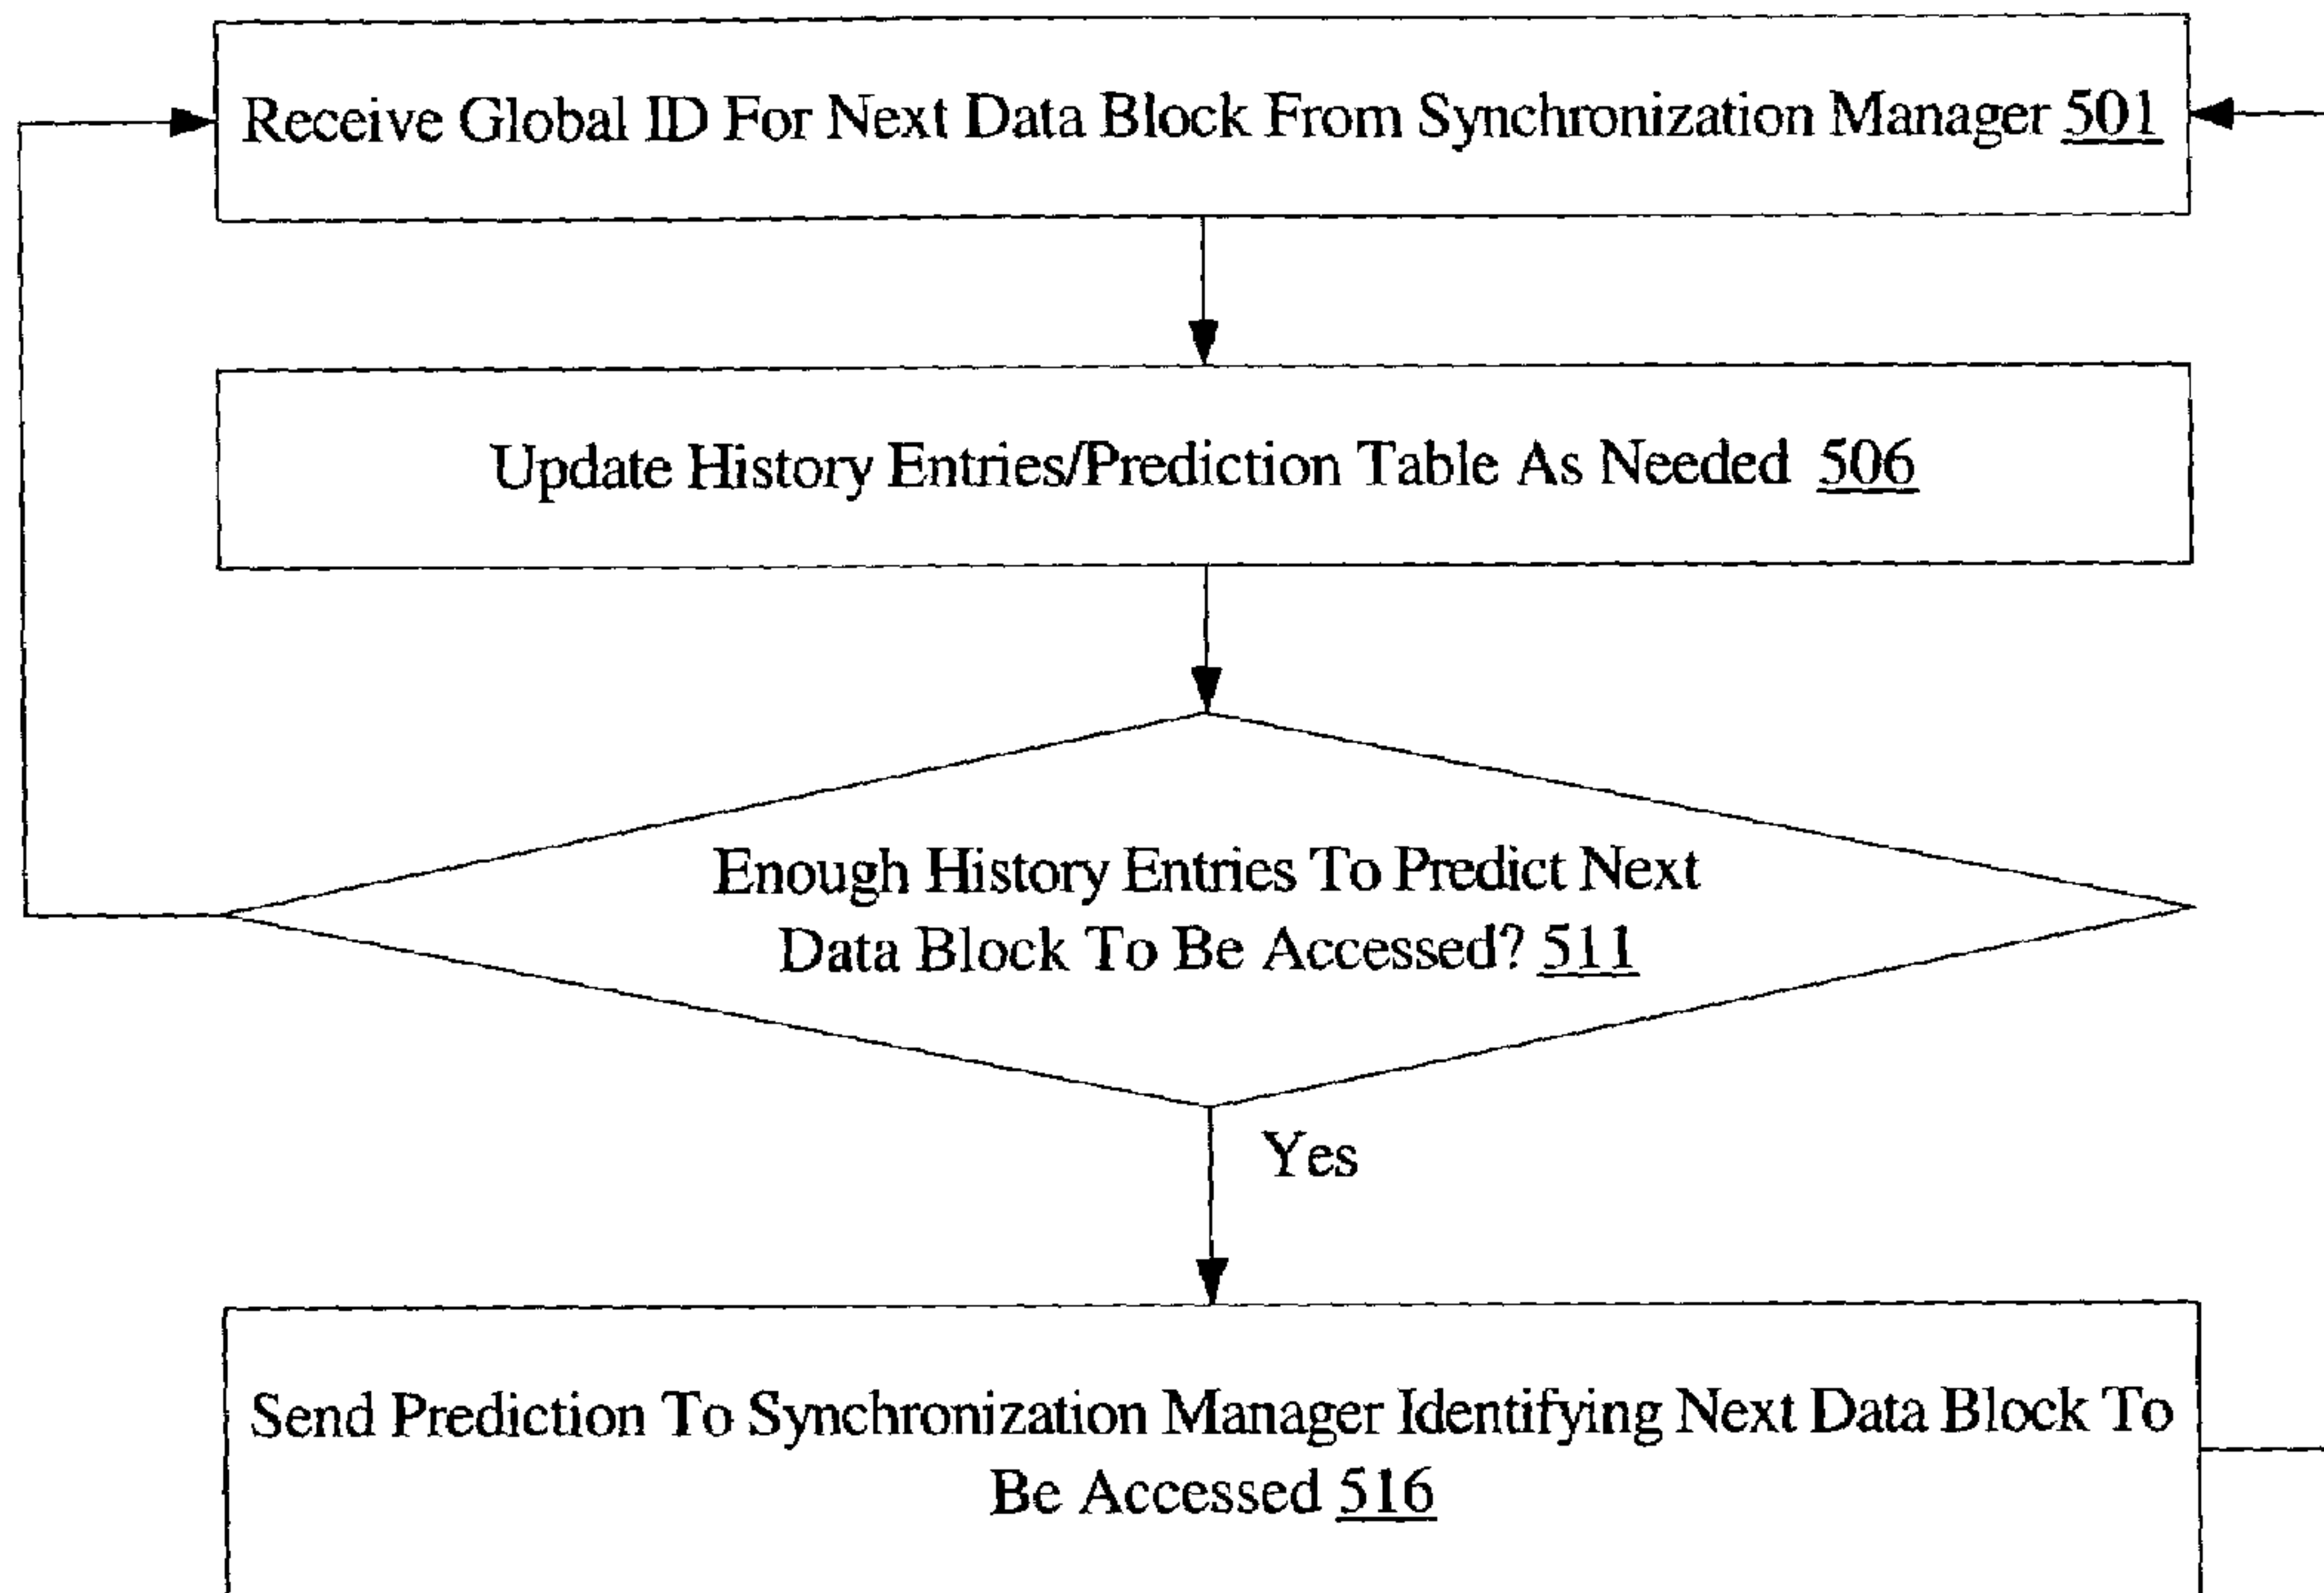 Receive Global ID For Next Data Block From Synchronization Manager 501
Update History Entries/Prediction Table As Needed 506
Enough History Entries To Predict Next
Data Block To Be Accessed? 511
Yes
Send Prediction To Synchronization Manager Identifying Next Data Block To
Be Accessed 516